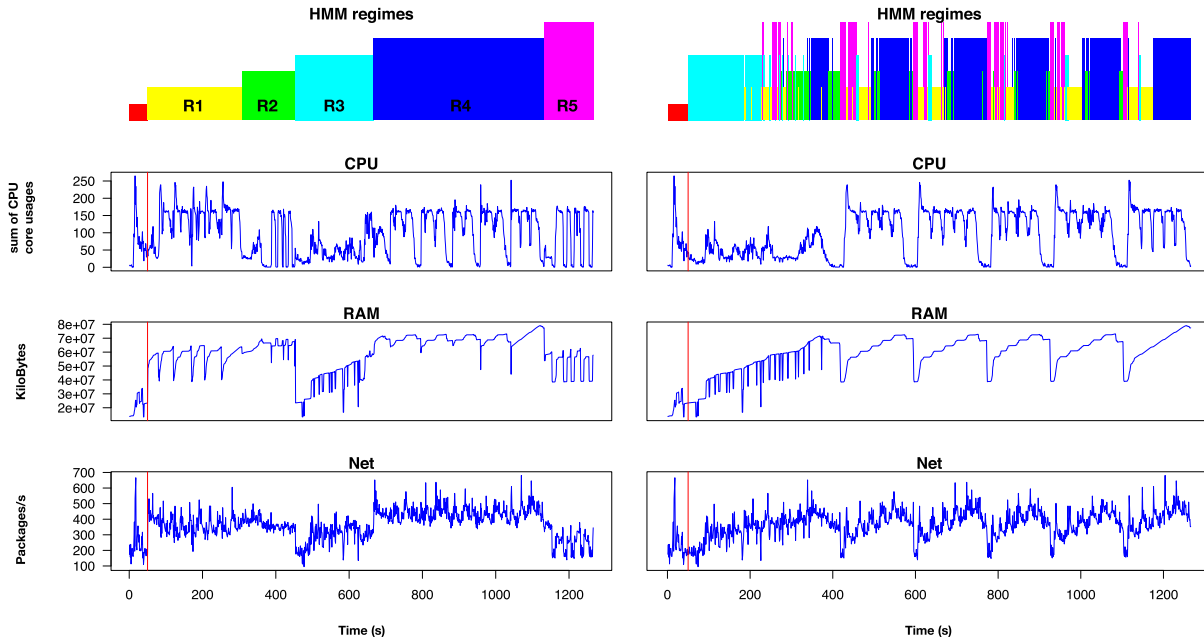 HMM regimes
HMM regimes
R1
R2
R3
R4
R5
CPU
CPU
sum of CPU
core usages
250
200
150
100
50
0
RAM
RAM
KiloBytes
8e+07
7e+07
6e+07
5e+07
4e+07
3e+07
2e+07
Net
Net
Packages/s
700
600
500
400
300
200
100
0 200 400 600 800 1000 1200
0 200 400 600 800 1000 1200
Time (s)
Time (s)